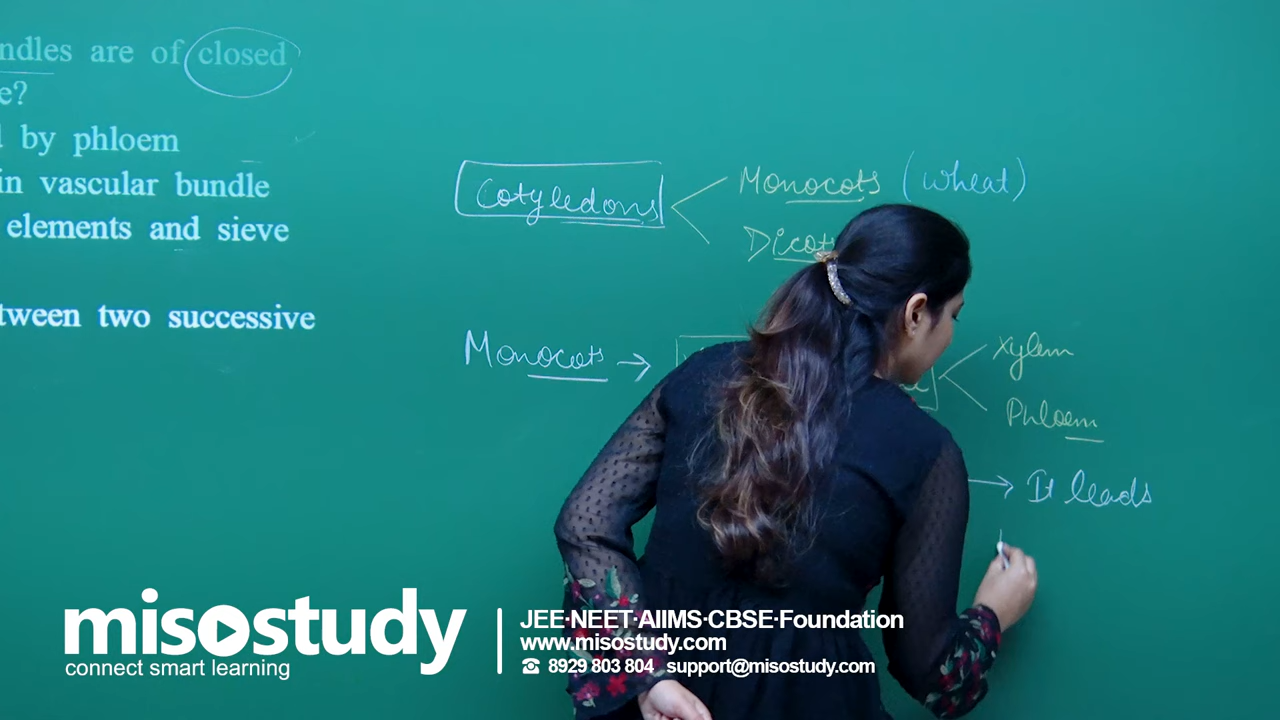 ndles are of closed
e?
by phloem
in vascular bundle
elements and sieve
tween two successive
Cotyledons
Monocots (wheat)
Dicot
Monocots →
Xylem
Phloem
→ It leads
misostudy
connect smart learning
JEE·NEET·AIIMS·CBSE·Foundation
www.misostudy.com
8929 803 804 support@misostudy.com